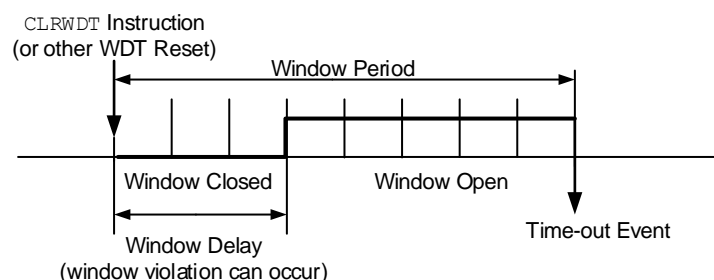 CLRWDT Instruction
(or other WDT Reset)
Window Period
Window Closed
Window Open
Time-out Event
Window Delay
(window violation can occur)